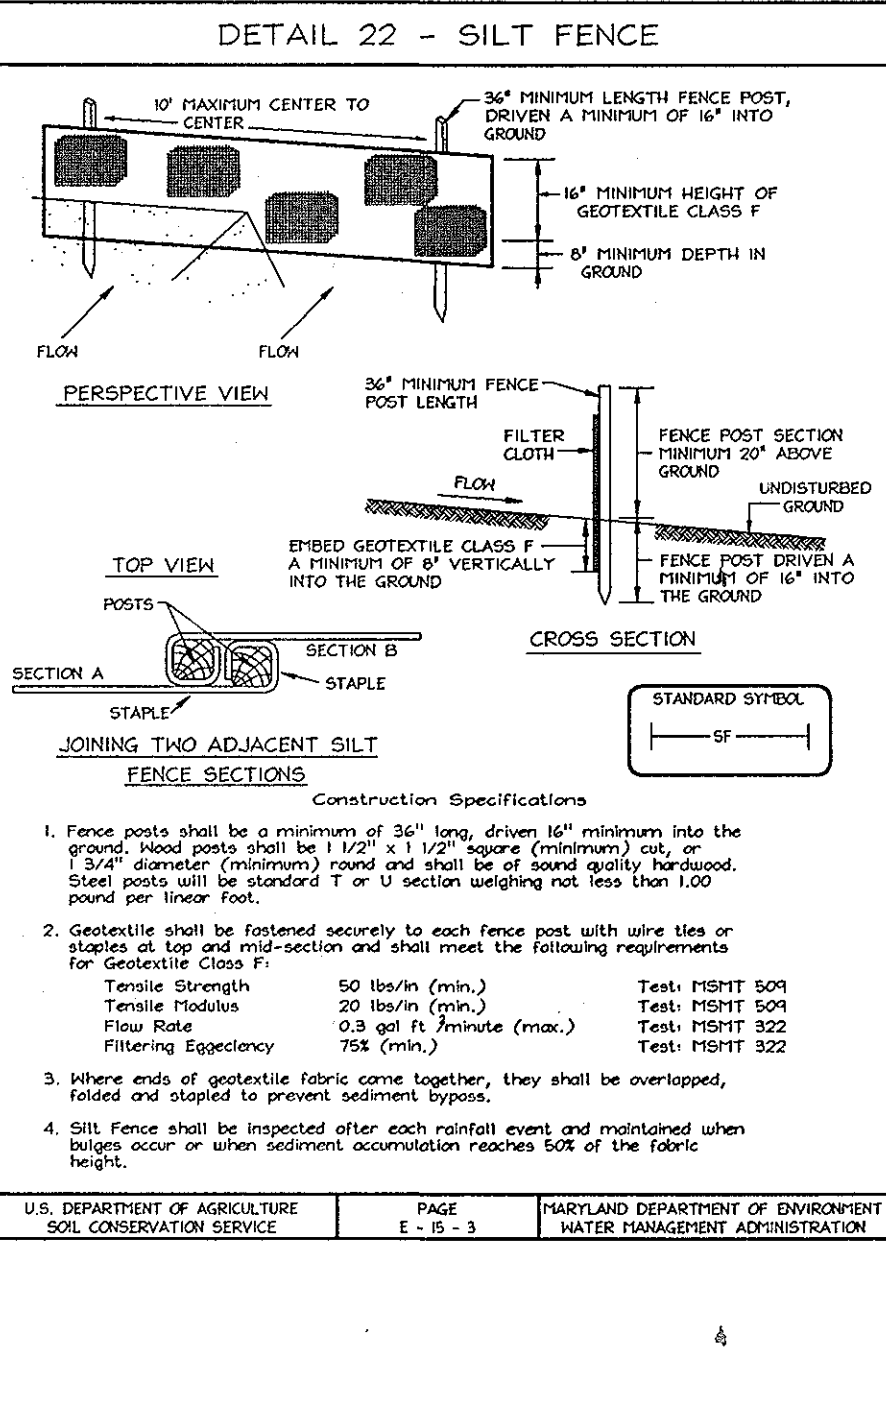 DETAIL 22 - SILT FENCE
10' MAXIMUM CENTER TO
CENTER
36" MINIMUM LENGTH FENCE POST,
DRIVEN A MINIMUM OF 16" INTO
GROUND
16" MINIMUM HEIGHT OF
GEOTEXTILE CLASS F
8" MINIMUM DEPTH IN
GROUND
FLOW
FLOW
PERSPECTIVE VIEW
36" MINIMUM FENCE
POST LENGTH
FILTER
CLOTH
FENCE POST SECTION
MINIMUM 20" ABOVE
GROUND
FLOW
UNDISTURBED
GROUND
EMBED GEOTEXTILE CLASS F
A MINIMUM OF 8" VERTICALLY
INTO THE GROUND
FENCE POST DRIVEN A
MINIMUM OF 16" INTO
THE GROUND
CROSS SECTION
TOP VIEW
POSTS
SECTION B
SECTION A
STAPLE
STAPLE
JOINING TWO ADJACENT SILT
FENCE SECTIONS
STANDARD SYMBOL
SF
Construction Specifications
1. Fence posts shall be a minimum of 36" long, driven 16" minimum into the
ground. Wood posts shall be 1 1/2" x 1 1/2" square (minimum) cut, or
1 3/4" diameter (minimum) round and shall be of sound quality hardwood.
Steel posts will be standard T or U section weighing not less than 1.00
pound per linear foot.
2. Geotextile shall be fastened securely to each fence post with wire ties or
staples at top and mid-section and shall meet the following requirements
for Geotextile Class F:
Tensile Strength 50 lbs/in (min.) Test: MSMT 509
Tensile Modulus 20 lbs/in (min.) Test: MSMT 509
Flow Rate 0.3 gal ft ²/minute (max.) Test: MSMT 322
Filtering Eggeciency 75% (min.) Test: MSMT 322
3. Where ends of geotextile fabric come together, they shall be overlapped,
folded and stapled to prevent sediment bypass.
4. Silt Fence shall be inspected after each rainfall event and maintained when
bulges occur or when sediment accumulation reaches 50% of the fabric
height.
U.S. DEPARTMENT OF AGRICULTURE
SOIL CONSERVATION SERVICE
PAGE
E - 15 - 3
MARYLAND DEPARTMENT OF ENVIRONMENT
WATER MANAGEMENT ADMINISTRATION